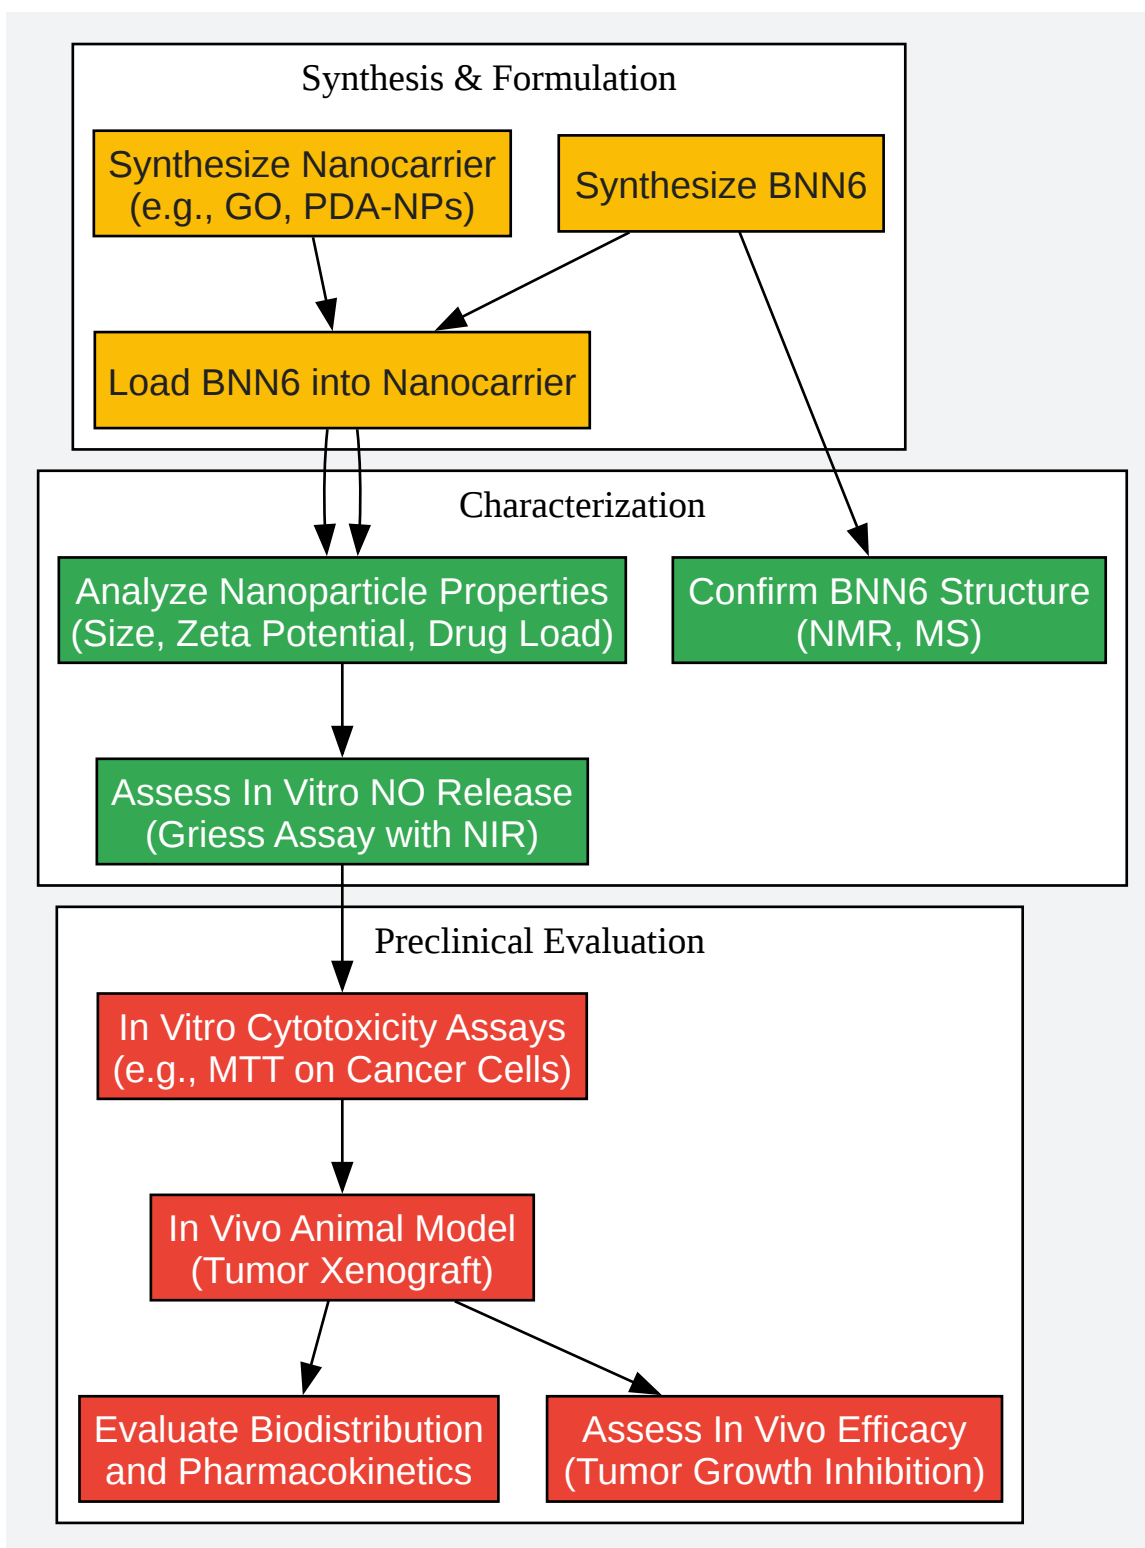 Synthesis & Formulation
Synthesize Nanocarrier
(e.g., GO, PDA-NPs)
Synthesize BNN6
Load BNN6 into Nanocarrier
Characterization
Analyze Nanoparticle Properties
(Size, Zeta Potential, Drug Load)
Confirm BNN6 Structure
(NMR, MS)
Assess In Vitro NO Release
(Griess Assay with NIR)
Preclinical Evaluation
In Vitro Cytotoxicity Assays
(e.g., MTT on Cancer Cells)
In Vivo Animal Model
(Tumor Xenograft)
Evaluate Biodistribution
and Pharmacokinetics
Assess In Vivo Efficacy
(Tumor Growth Inhibition)